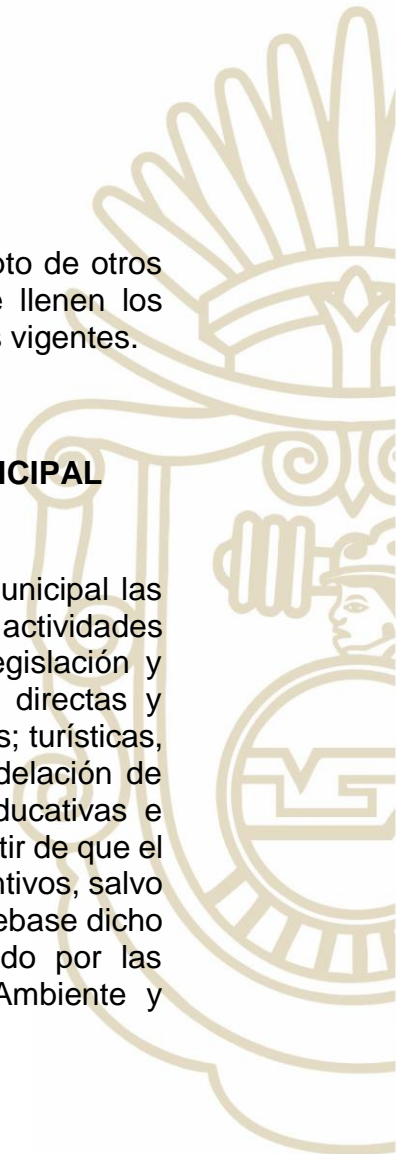 oto de otros
llenen los
s vigentes.
ICIPAL
unicipal las
actividades
egislación y
directas y
s; turísticas,
delación de
ducativas e
tir de que el
ntivos, salvo
ebase dicho
do por las
Ambiente y